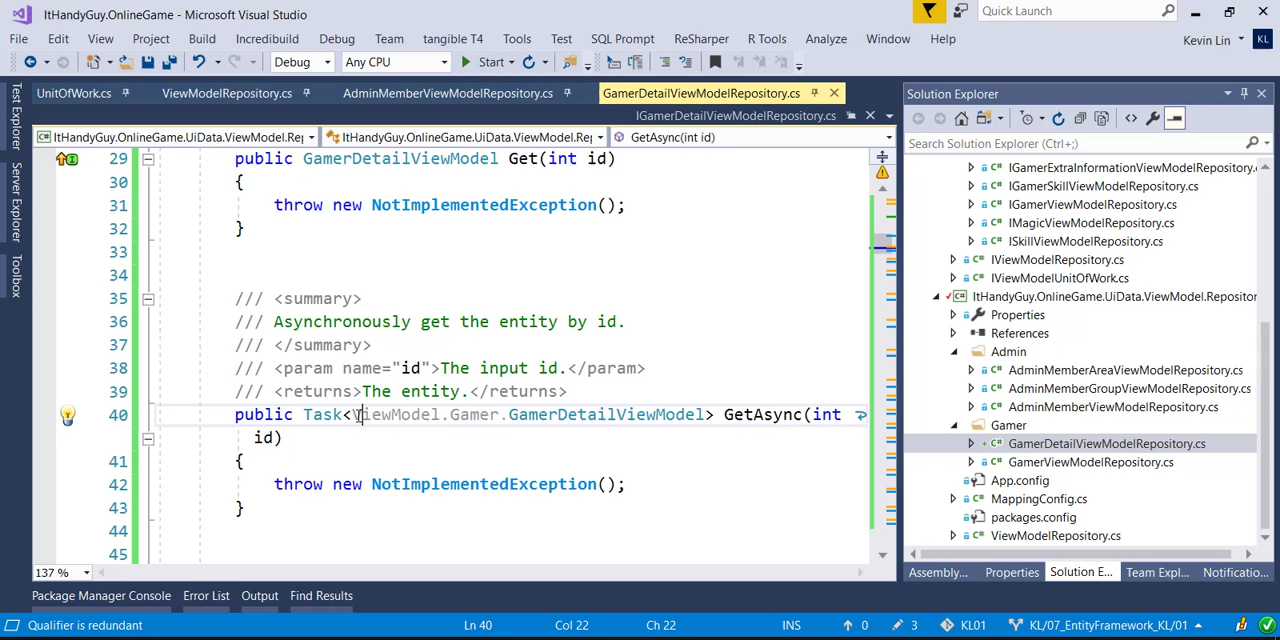 ItHandyGuy.OnlineGame - Microsoft Visual Studio
Quick Launch
File Edit View Project Build Incredibuild Debug Team tangible T4 Tools Test SQL Prompt ReSharper R Tools Analyze Window Help
Kevin Lin KL
Debug Any CPU Start
UnitOfWork.cs ViewModelRepository.cs AdminMemberViewModelRepository.cs GamerDetailViewModelRepository.cs
IGamerDetailViewModelRepository.cs
ItHandyGuy.OnlineGame.UiData.ViewModel.Rep ItHandyGuy.OnlineGame.UiData.ViewModel.Re GetAsync(int id)
29 public GamerDetailViewModel Get(int id)
30 {
31 throw new NotImplementedException();
32 }
33
34
35 /// <summary>
36 /// Asynchronously get the entity by id.
37 /// </summary>
38 /// <param name="id">The input id.</param>
39 /// <returns>The entity.</returns>
40 public Task<ViewModel.Gamer.GamerDetailViewModel> GetAsync(int
id)
41 {
42 throw new NotImplementedException();
43 }
44
45
137 %
Test Explorer
Server Explorer
Toolbox
Solution Explorer
Search Solution Explorer (Ctrl+;)
IGamerExtraInformationViewModelRepository.
IGamerSkillViewModelRepository.cs
IGamerViewModelRepository.cs
IMagicViewModelRepository.cs
ISkillViewModelRepository.cs
IViewModelRepository.cs
IViewModelUnitOfWork.cs
ItHandyGuy.OnlineGame.UiData.ViewModel.Repositor
Properties
References
Admin
AdminMemberAreaViewModelRepository.cs
AdminMemberGroupViewModelRepository.cs
AdminMemberViewModelRepository.cs
Gamer
GamerDetailViewModelRepository.cs
GamerViewModelRepository.cs
App.config
MappingConfig.cs
packages.config
ViewModelRepository.cs
Assembly... Properties Solution E... Team Expl... Notificatio...
Package Manager Console Error List Output Find Results
Qualifier is redundant Ln 40 Col 22 Ch 22 INS 0 3 KL01 KL/07_EntityFramework_KL/01